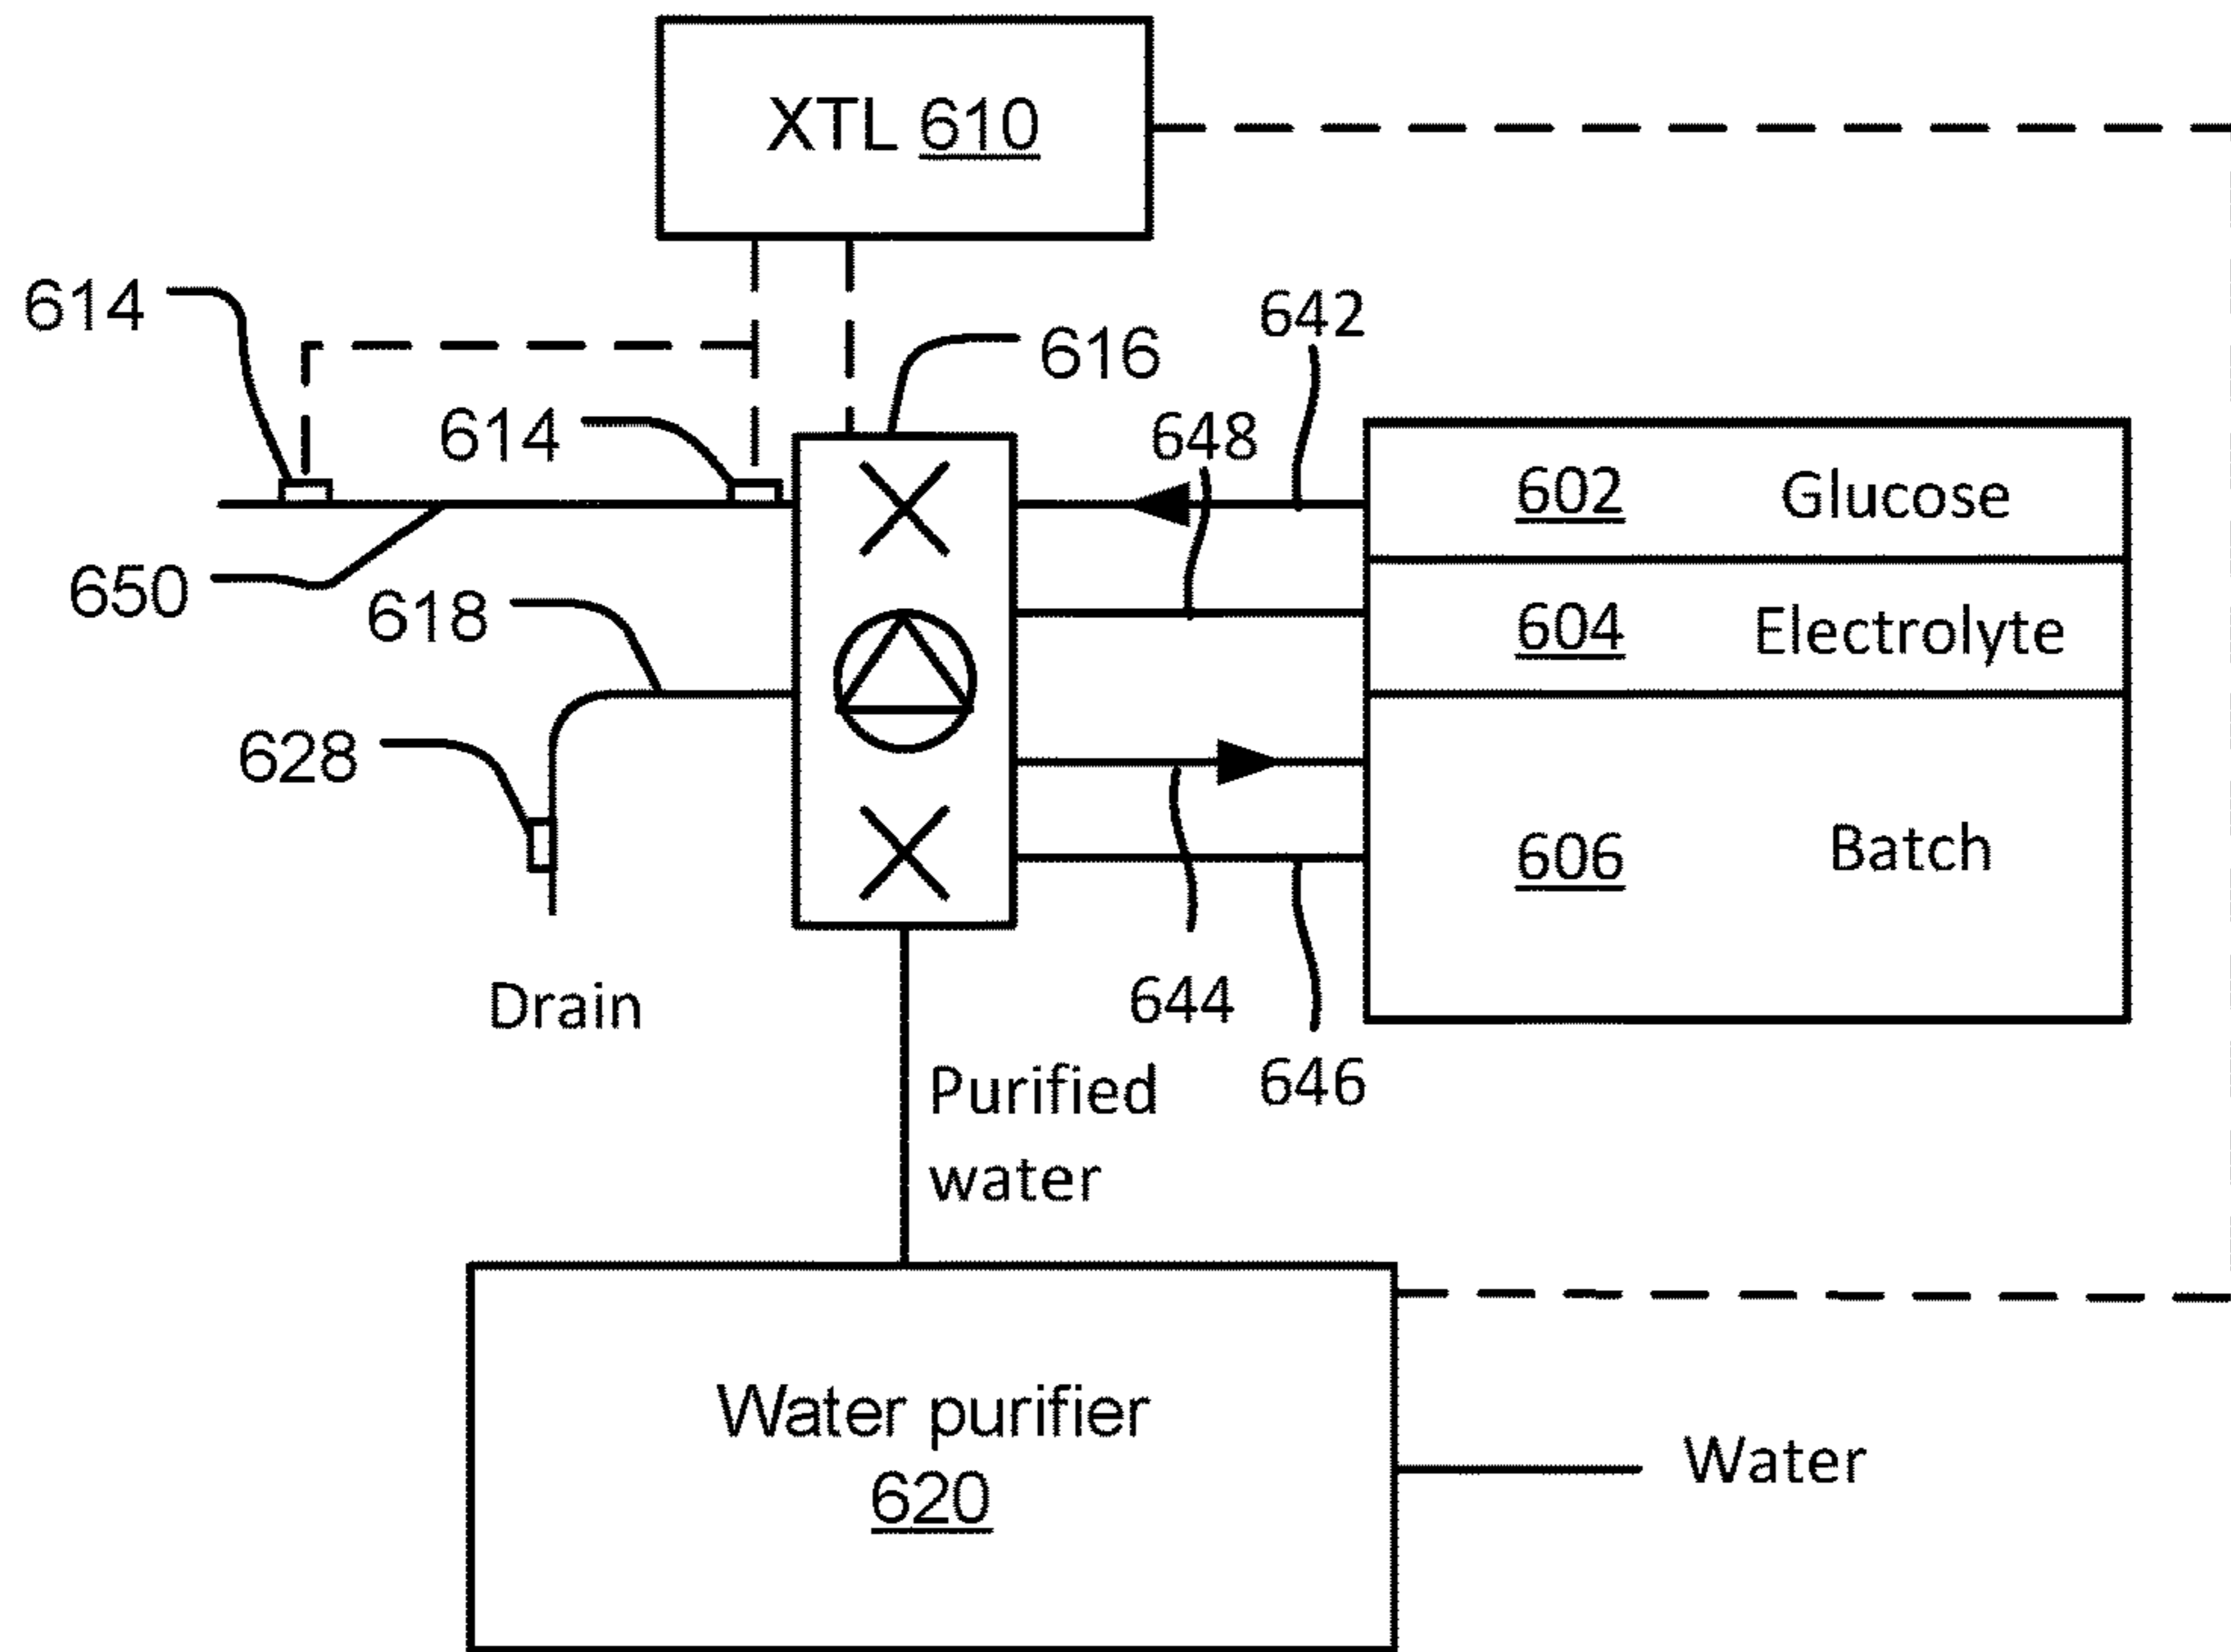 XTL 610
614
642
616
614
648
602 Glucose
650
618
604 Electrolyte
628
606 Batch
Drain
644
646
Purified
water
Water purifier
620
Water